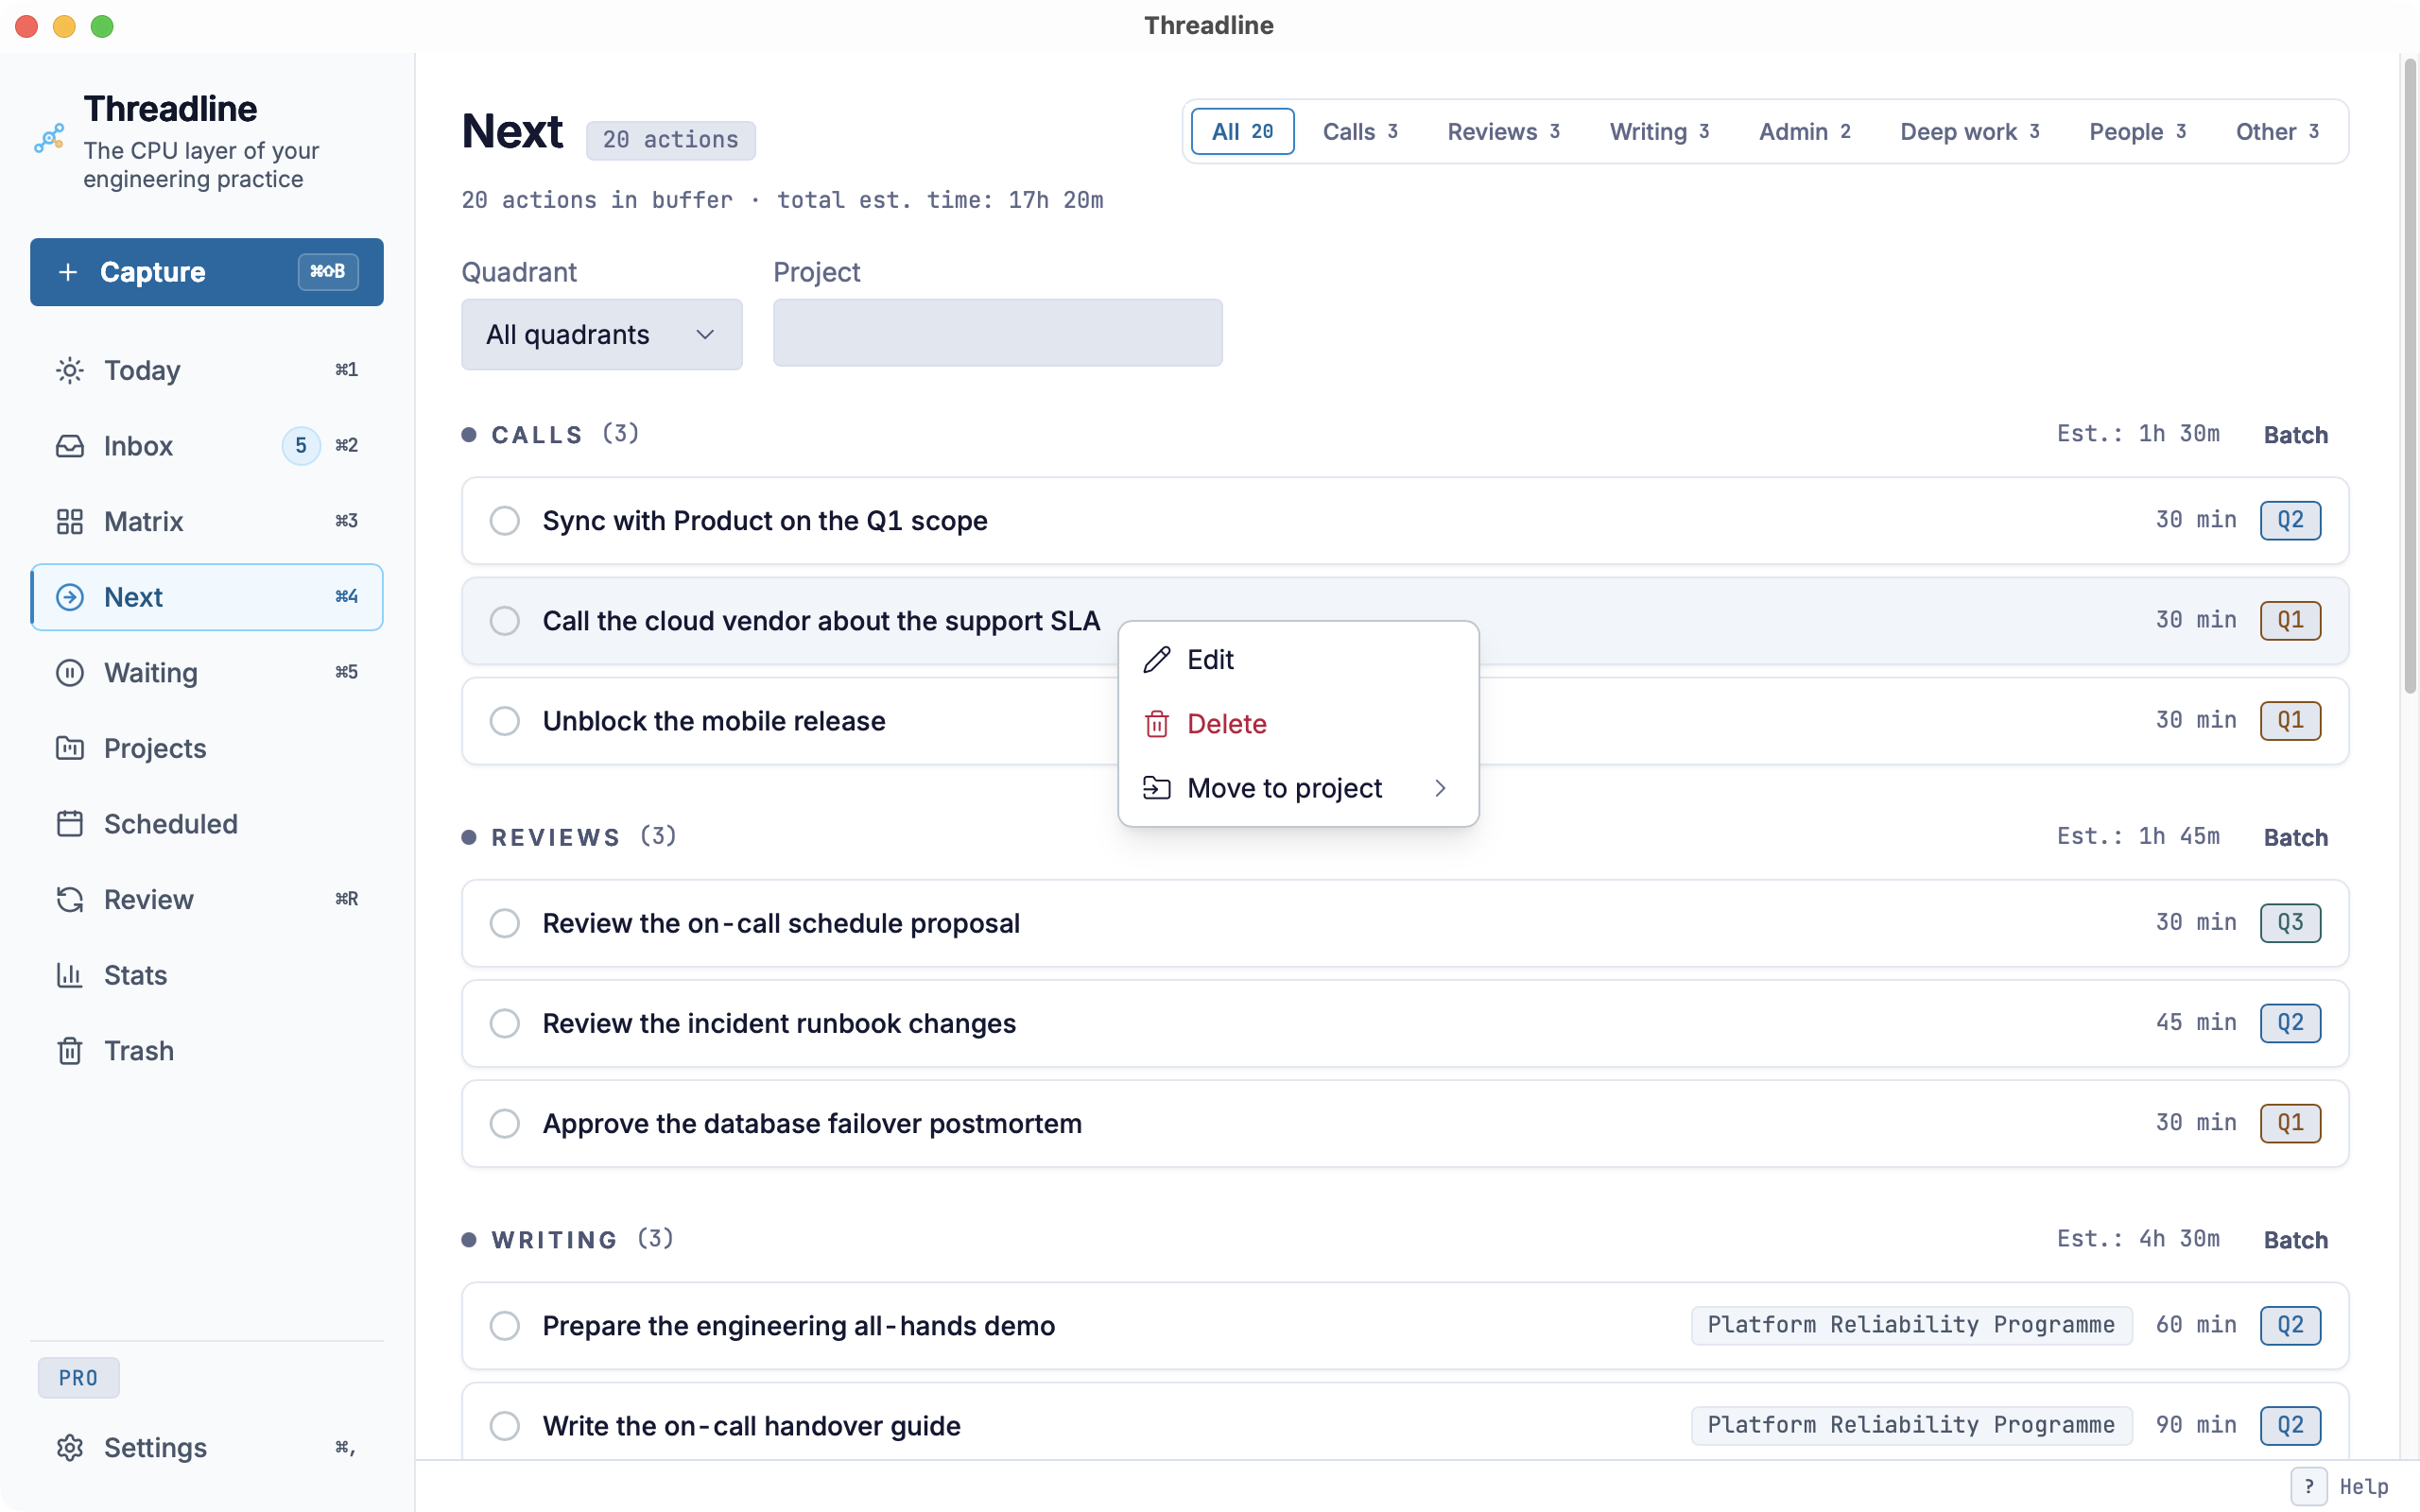 Threadline
Threadline
The CPU layer of your
engineering practice
+ Capture ⌘⇧B
Today ⌘1
Inbox 5 ⌘2
Matrix ⌘3
Next ⌘4
Waiting ⌘5
Projects
Scheduled
Review ⌘R
Stats
Trash
PRO
Settings ⌘,
Next 20 actions
All 20 Calls 3 Reviews 3 Writing 3 Admin 2 Deep work 3 People 3 Other 3
20 actions in buffer · total est. time: 17h 20m
Quadrant Project
All quadrants
CALLS (3) Est.: 1h 30m Batch
Sync with Product on the Q1 scope 30 min Q2
Call the cloud vendor about the support SLA 30 min Q1
Unblock the mobile release 30 min Q1
Edit
Delete
Move to project
REVIEWS (3) Est.: 1h 45m Batch
Review the on-call schedule proposal 30 min Q3
Review the incident runbook changes 45 min Q2
Approve the database failover postmortem 30 min Q1
WRITING (3) Est.: 4h 30m Batch
Prepare the engineering all-hands demo Platform Reliability Programme 60 min Q2
Write the on-call handover guide Platform Reliability Programme 90 min Q2
? Help